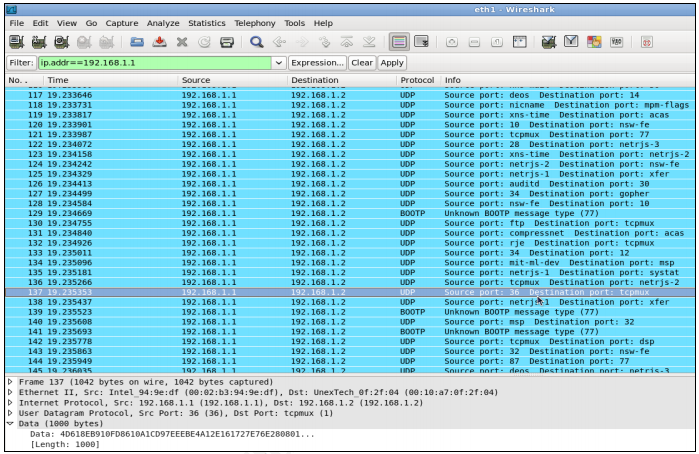 eth1 - Wireshark
File Edit View Go Capture Analyze Statistics Telephony Tools Help
Filter: ip.addr==192.168.1.1 Expression... Clear Apply
No. . Time Source Destination Protocol Info
117 19.233646 192.168.1.1 192.168.1.2 UDP Source port: deos Destination port: 14
118 19.233731 192.168.1.1 192.168.1.2 UDP Source port: nicname Destination port: mpm-flags
119 19.233817 192.168.1.1 192.168.1.2 UDP Source port: xns-time Destination port: acas
120 19.233901 192.168.1.1 192.168.1.2 UDP Source port: 10 Destination port: nsw-fe
121 19.233987 192.168.1.1 192.168.1.2 UDP Source port: tcpmux Destination port: 77
122 19.234072 192.168.1.1 192.168.1.2 UDP Source port: 28 Destination port: netrjs-3
123 19.234158 192.168.1.1 192.168.1.2 UDP Source port: xns-time Destination port: netrjs-2
124 19.234242 192.168.1.1 192.168.1.2 UDP Source port: netrjs-2 Destination port: nsw-fe
125 19.234329 192.168.1.1 192.168.1.2 UDP Source port: netrjs-1 Destination port: xfer
126 19.234413 192.168.1.1 192.168.1.2 UDP Source port: auditd Destination port: 30
127 19.234499 192.168.1.1 192.168.1.2 UDP Source port: 34 Destination port: gopher
128 19.234584 192.168.1.1 192.168.1.2 UDP Source port: nsw-fe Destination port: 10
129 19.234669 192.168.1.1 192.168.1.2 BOOTP Unknown BOOTP message type (77)
130 19.234755 192.168.1.1 192.168.1.2 UDP Source port: ftp Destination port: tcpmux
131 19.234840 192.168.1.1 192.168.1.2 UDP Source port: compressnet Destination port: acas
132 19.234926 192.168.1.1 192.168.1.2 UDP Source port: rje Destination port: tcpmux
133 19.235011 192.168.1.1 192.168.1.2 UDP Source port: 34 Destination port: 12
134 19.235096 192.168.1.1 192.168.1.2 UDP Source port: mit-ml-dev Destination port: msp
135 19.235181 192.168.1.1 192.168.1.2 UDP Source port: netrjs-1 Destination port: systat
136 19.235266 192.168.1.1 192.168.1.2 UDP Source port: tcpmux Destination port: netrjs-2
137 19.235353 192.168.1.1 192.168.1.2 UDP Source port: 36 Destination port: tcpmux
138 19.235437 192.168.1.1 192.168.1.2 UDP Source port: netrjs-1 Destination port: xfer
139 19.235523 192.168.1.1 192.168.1.2 BOOTP Unknown BOOTP message type (77)
140 19.235608 192.168.1.1 192.168.1.2 UDP Source port: msp Destination port: 32
141 19.235693 192.168.1.1 192.168.1.2 BOOTP Unknown BOOTP message type (77)
142 19.235778 192.168.1.1 192.168.1.2 UDP Source port: tcpmux Destination port: dsp
143 19.235863 192.168.1.1 192.168.1.2 UDP Source port: 32 Destination port: nsw-fe
144 19.235949 192.168.1.1 192.168.1.2 UDP Source port: 87 Destination port: 77
145 19.236035 192.168.1.1 192.168.1.2 UDP Source port: deos Destination port: netrjs-3
Frame 137 (1042 bytes on wire, 1042 bytes captured)
Ethernet II, Src: Intel_94:9e:df (00:02:b3:94:9e:df), Dst: UnexTech_0f:2f:04 (00:10:a7:0f:2f:04)
Internet Protocol, Src: 192.168.1.1 (192.168.1.1), Dst: 192.168.1.2 (192.168.1.2)
User Datagram Protocol, Src Port: 36 (36), Dst Port: tcpmux (1)
Data (1000 bytes)
Data: 4D618EB910FD8610A1CD97EEEBE4A12E161727E76E280801...
[Length: 1000]